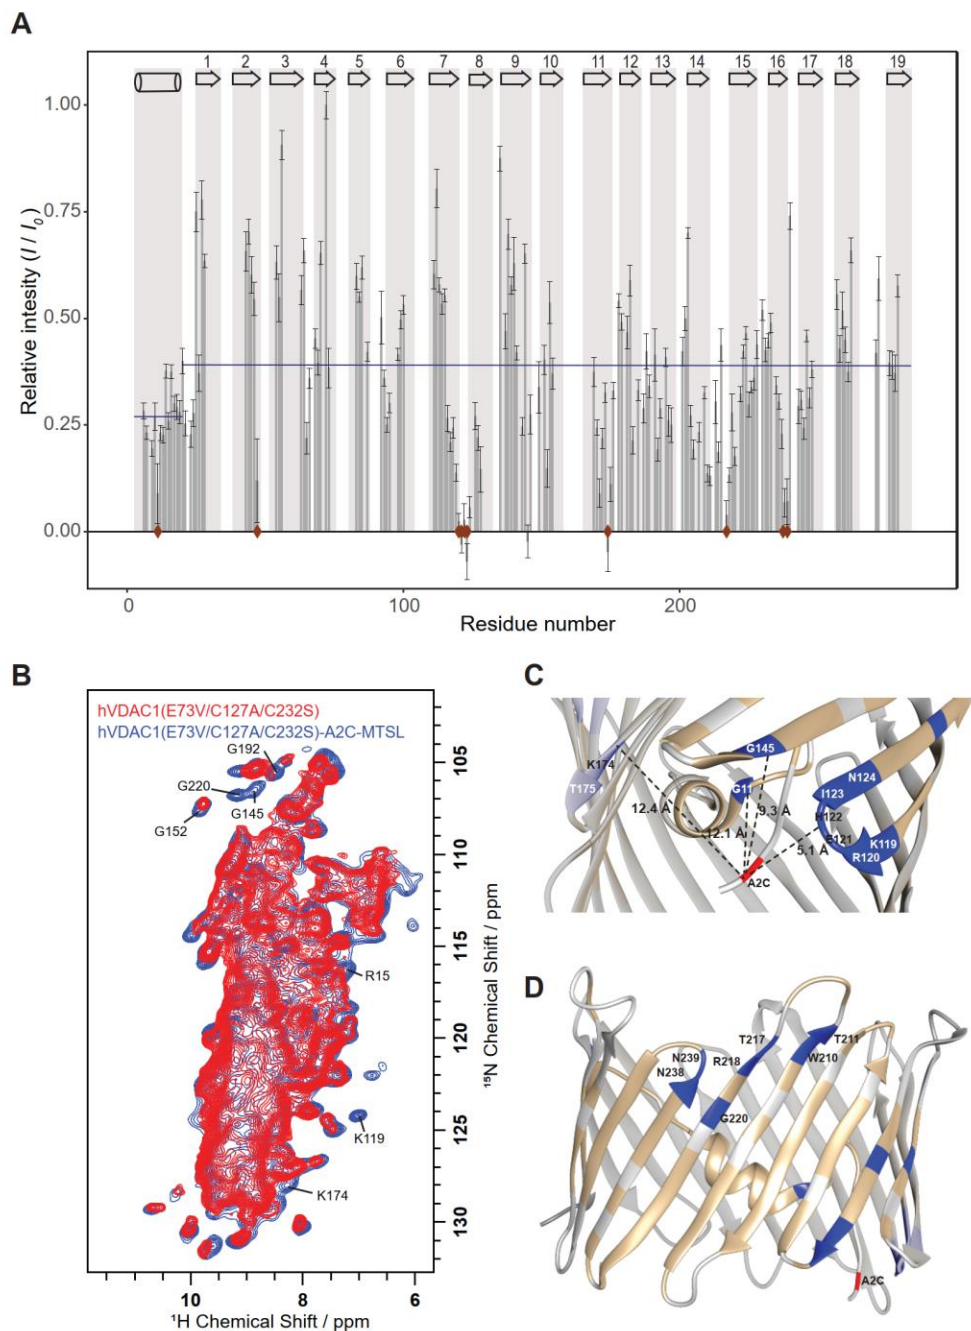 A
1 2 3 4 5 6 7 8 9 10 11 12 13 14 15 16 17 18 19
Relative intesity (I / I0)
1.00
0.75
0.50
0.25
0.00
0 100 200
Residue number
B
hVDAC1(E73V/C127A/C232S)
hVDAC1(E73V/C127A/C232S)-A2C-MTSL
G192
G220
G145
G152
R15
K119
K174
105
110
115
120
125
130
¹⁵N Chemical Shift / ppm
10 8 6
¹H Chemical Shift / ppm
C
K174
T175
G145
G11
N124
I123
H122
E121
K119
R120
12.4 Å
12.1 Å
9.3 Å
5.1 Å
A2C
D
T217
T211
N239
R218
W210
N238
G220
A2C